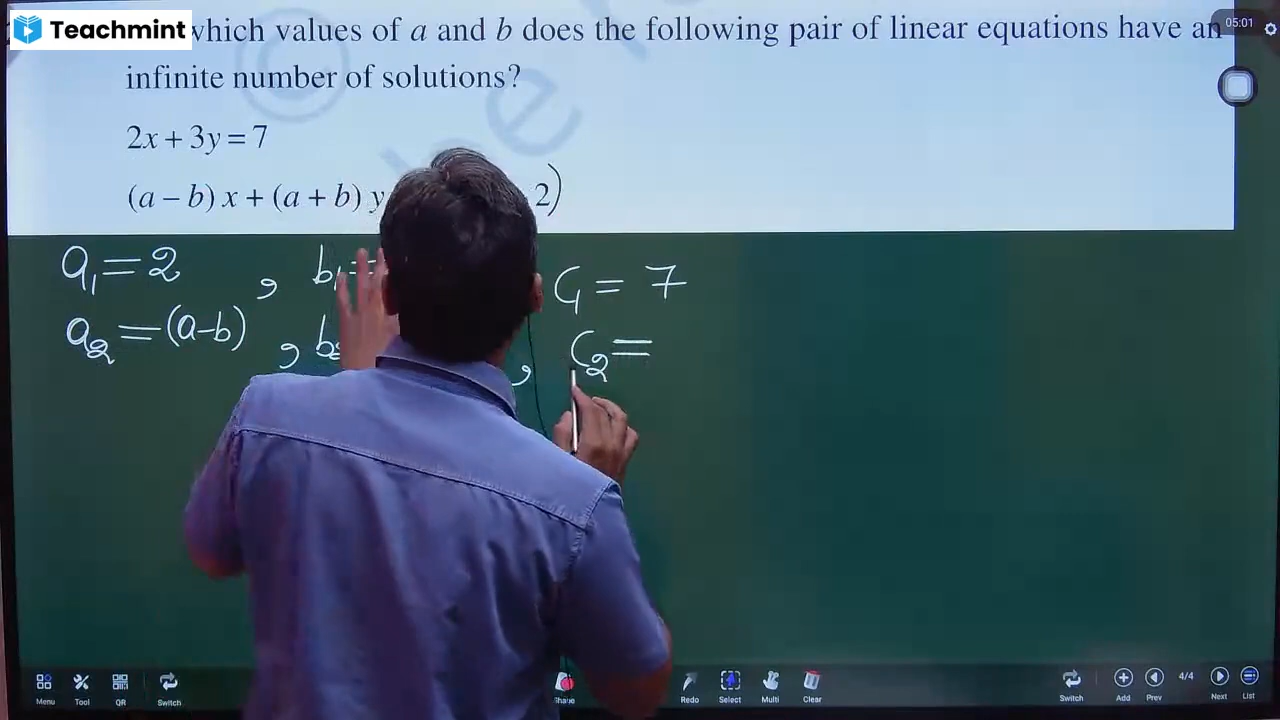 Teachmint
which values of a and b does the following pair of linear equations have an
infinite number of solutions?
2x + 3y = 7
(a – b) x + (a + b) y 2)
a₁ = 2 , b₁ = C₁ = 7
a₂ = (a-b) , b₂ , C₂ =
05:01
Menu Tool QR Switch Shape Redo Select Multi Clear Switch Add Prev 4/4 Next List